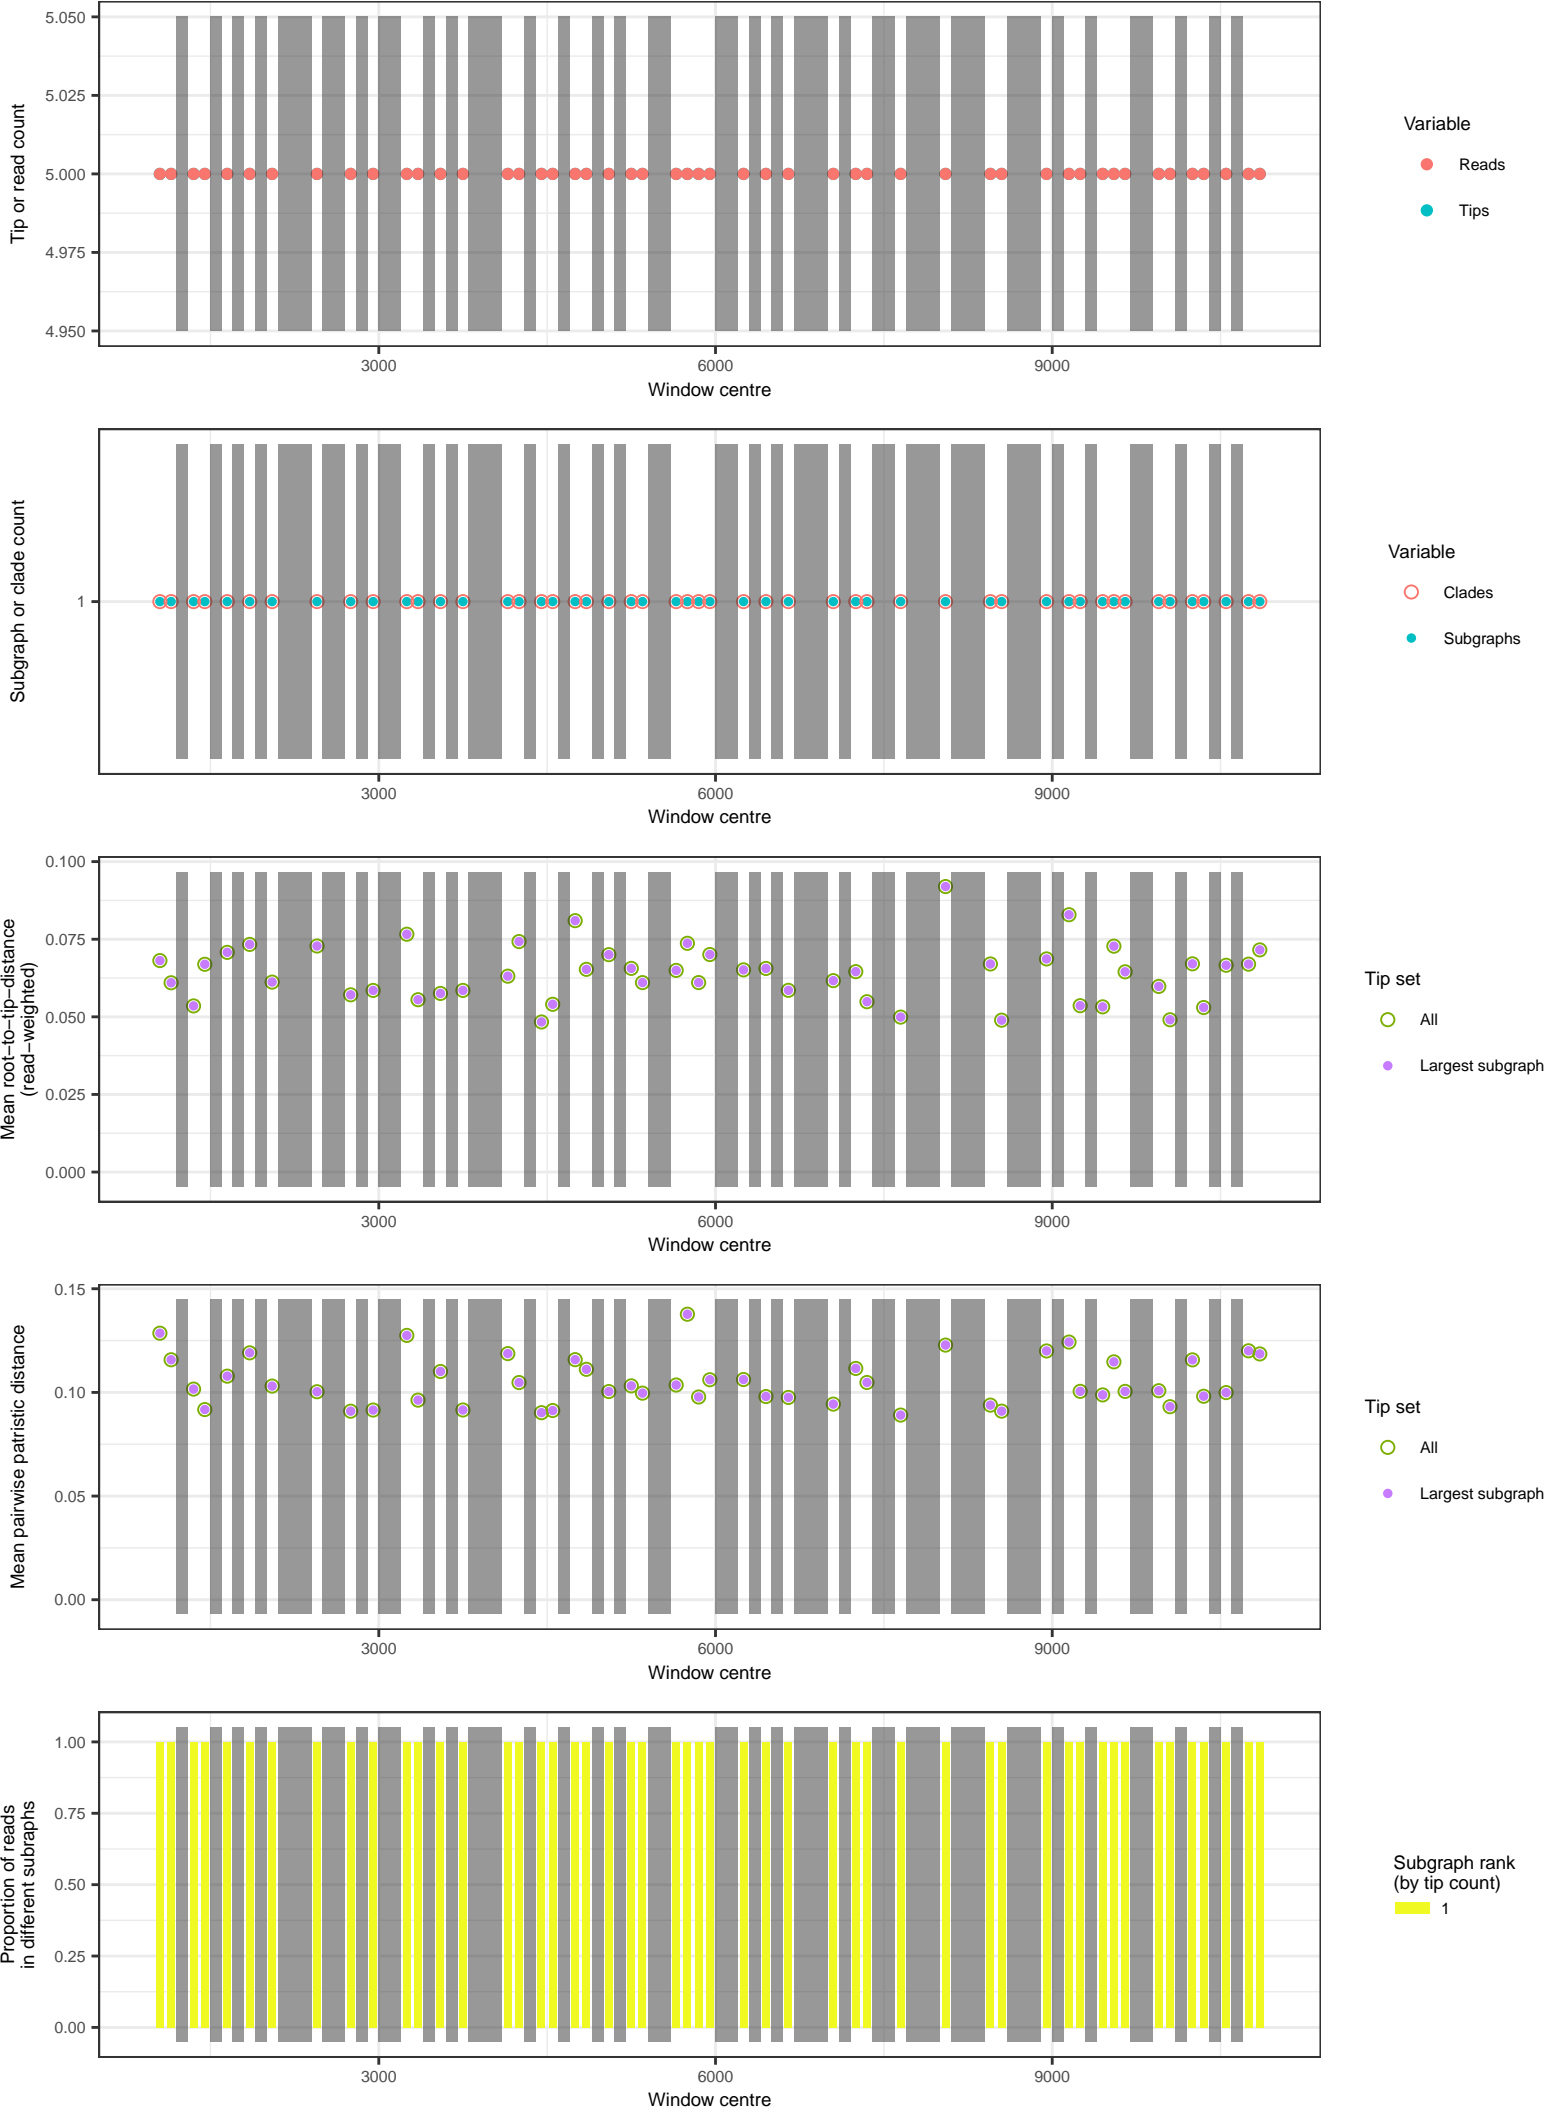 5.050
5.025
5.000
4.975
4.950
Tip or read count
3000
6000
9000
Window centre
Variable
Reads
Tips
1
Subgraph or clade count
3000
6000
9000
Window centre
Variable
Clades
Subgraphs
0.100
0.075
0.050
0.025
0.000
Mean root−to−tip−distance
(read−weighted)
3000
6000
9000
Window centre
Tip set
All
Largest subgraph
0.15
0.10
0.05
0.00
Mean pairwise patristic distance
3000
6000
9000
Window centre
Tip set
All
Largest subgraph
1.00
0.75
0.50
0.25
0.00
Proportion of reads
in different subraphs
3000
6000
9000
Window centre
Subgraph rank
(by tip count)
1